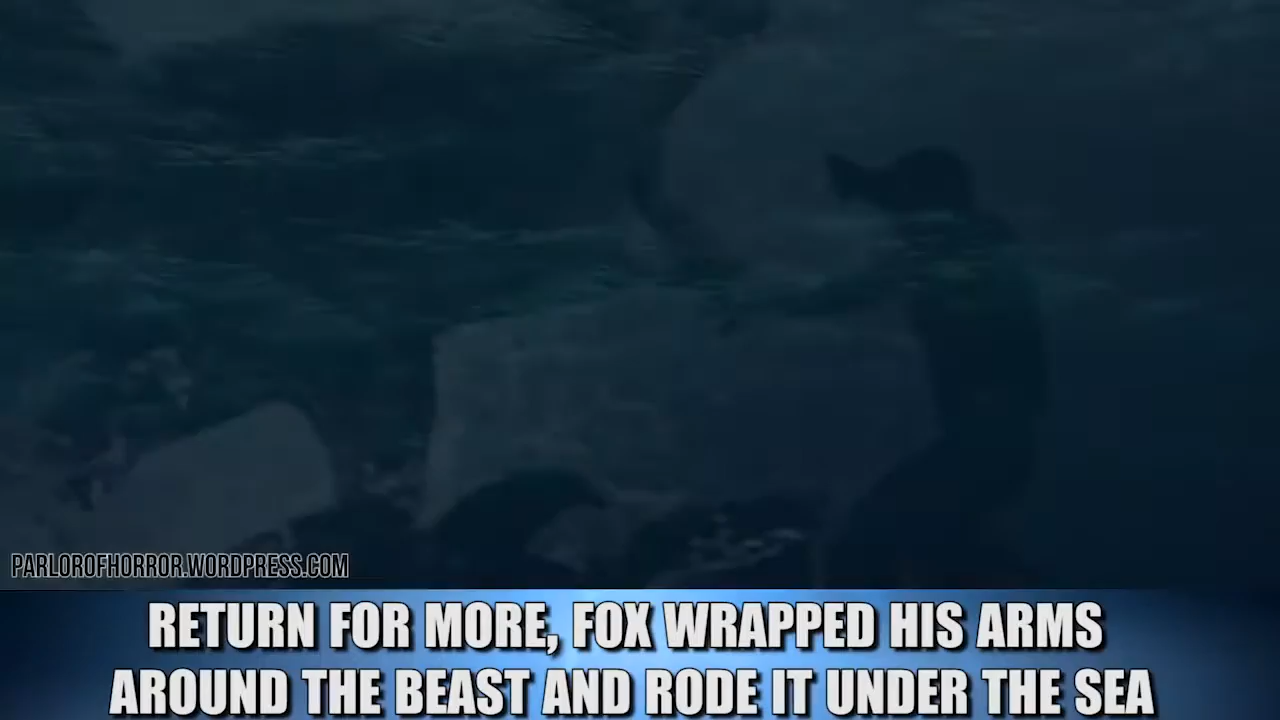 PARLOROFHORROR.WORDPRESS.COM
RETURN FOR MORE, FOX WRAPPED HIS ARMS
AROUND THE BEAST AND RODE IT UNDER THE SEA